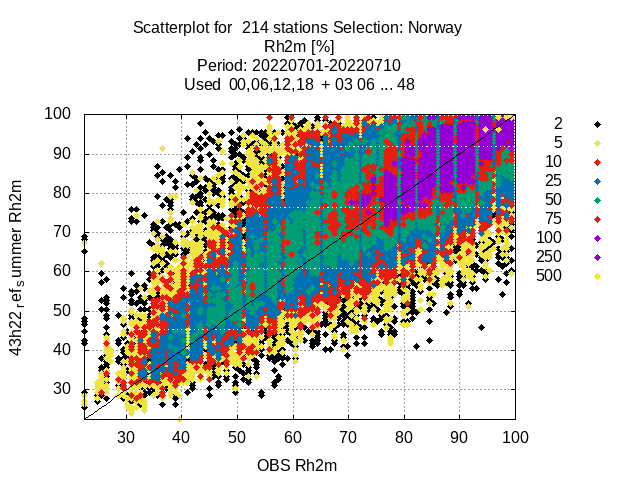 Scatterplot for 214 stations Selection: Norway
Rh2m [%]
Period: 20220701-20220710
Used 00,06,12,18 + 03 06 ... 48
100
90
80
70
60
50
40
30
43h22_ref_summer Rh2m
30 40 50 60 70 80 90 100
OBS Rh2m
2
5
10
25
50
75
100
250
500